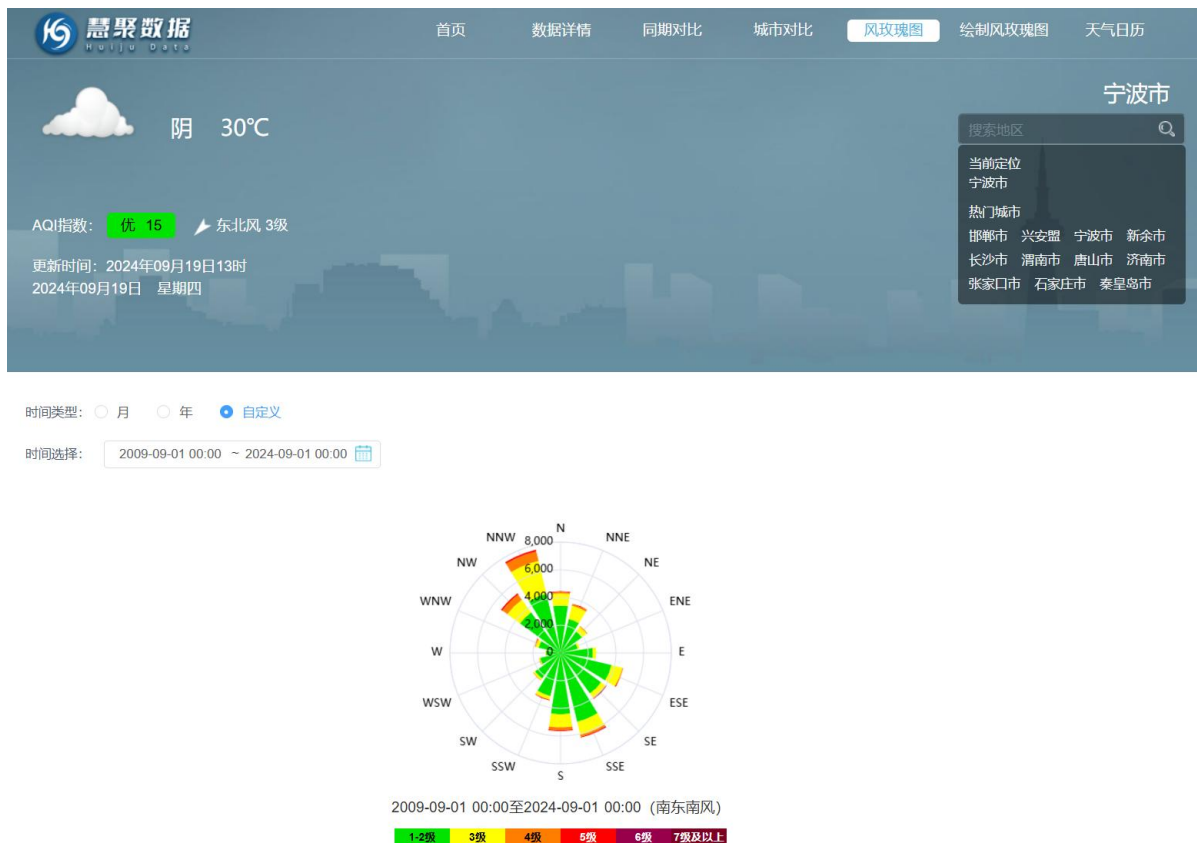 慧聚数据 首页 数据详情 同期对比 城市对比 风玫瑰图 绘制风玫瑰图 天气日历
Huiju Data
宁波市
阴 30℃
搜索地区
当前定位
宁波市
热门城市
邯郸市 兴安盟 宁波市 新余市
长沙市 渭南市 唐山市 济南市
张家口市 石家庄市 秦皇岛市
AQI指数： 优 15 东北风 3级
更新时间：2024年09月19日13时
2024年09月19日 星期四
时间类型： 月 年 自定义
时间选择： 2009-09-01 00:00 ~ 2024-09-01 00:00
N
NNW 8,000 NNE
NW 6,000 NE
WNW 4,000 ENE
2,000
W 0 E
WSW ESE
SW SE
SSW SSE
S
2009-09-01 00:00至2024-09-01 00:00（南东南风）
1-2级 3级 4级 5级 6级 7级及以上